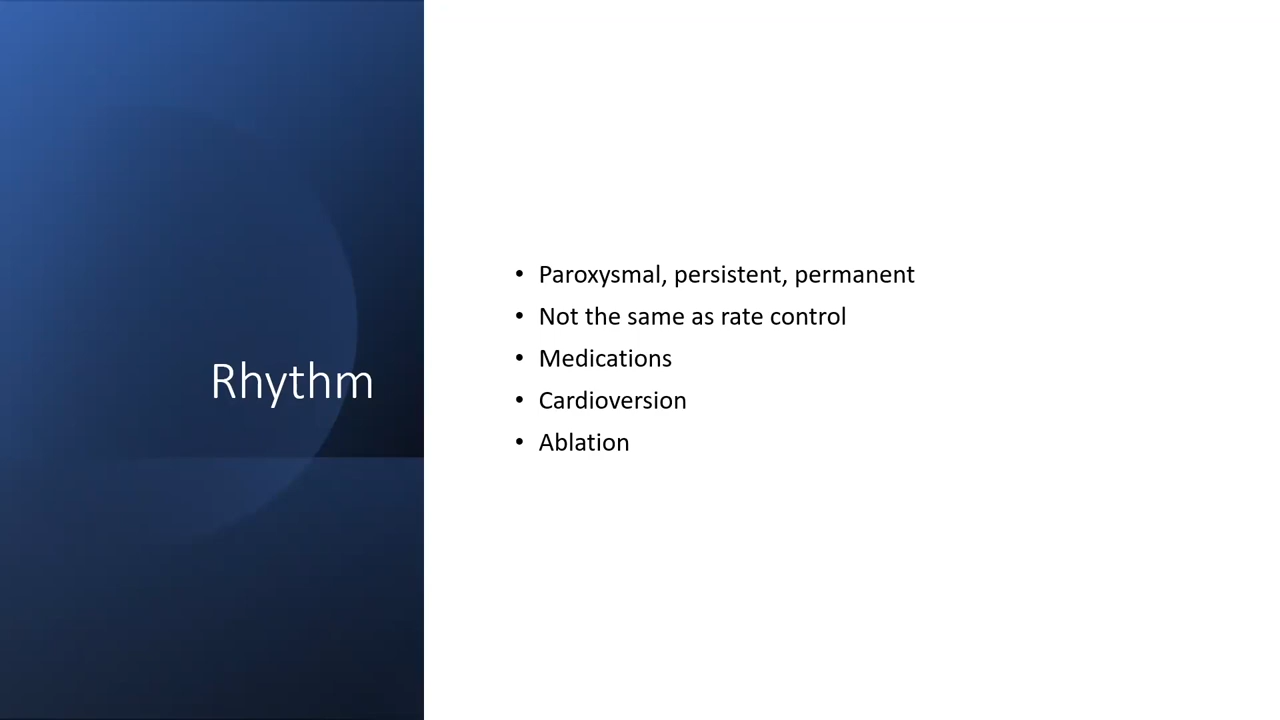 Rhythm
• Paroxysmal, persistent, permanent
• Not the same as rate control
• Medications
• Cardioversion
• Ablation